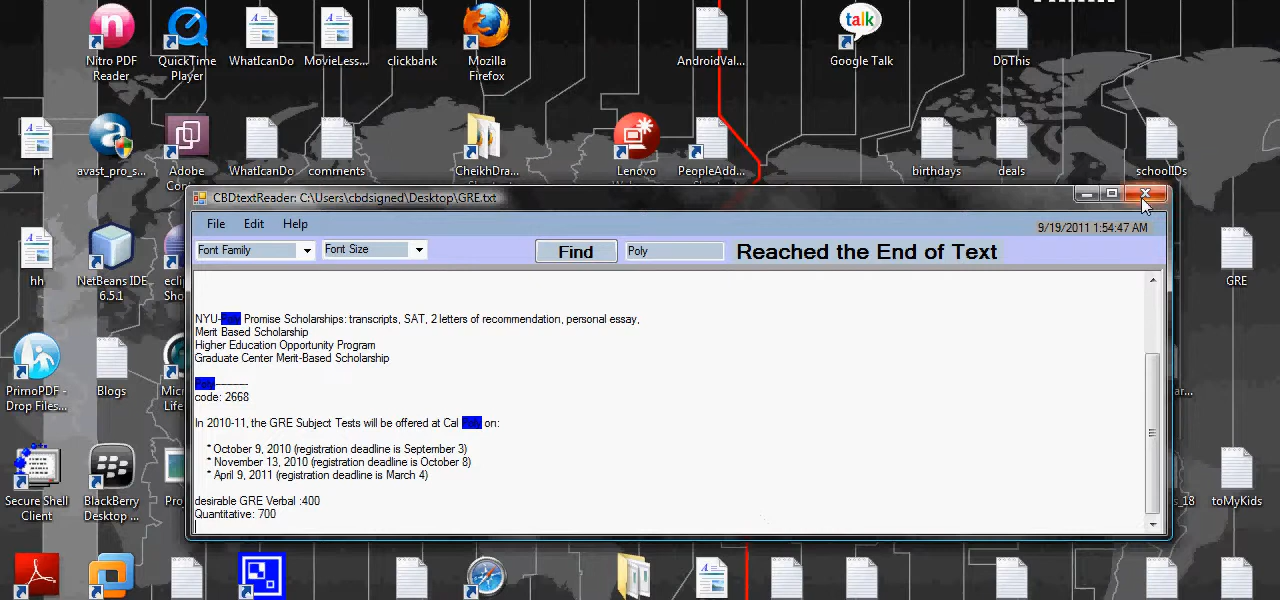 Nitro PDF
Reader
QuickTime
Player
WhatICanDo
MovieLess...
clickbank
Mozilla
Firefox
AndroidVal...
Google Talk
talk
DoThis
h
avast_pro_s...
Adobe
WhatICanDo
comments
CheikhDra...
Lenovo
PeopleAdd...
birthdays
deals
schoolIDs
CBDtextReader: C:\Users\cbdsigned\Desktop\GRE.txt
File Edit Help
9/19/2011 1:54:47 AM
Font Family Font Size Find Poly Reached the End of Text
NYU-Poly Promise Scholarships: transcripts, SAT, 2 letters of recommendation, personal essay,
Merit Based Scholarship
Higher Education Opportunity Program
Graduate Center Merit-Based Scholarship
Poly----------
code: 2668
In 2010-11, the GRE Subject Tests will be offered at Cal Poly on:
* October 9, 2010 (registration deadline is September 3)
* November 13, 2010 (registration deadline is October 8)
* April 9, 2011 (registration deadline is March 4)
desirable GRE Verbal :400
Quantitative: 700
hh
NetBeans IDE
6.5.1
GRE
PrimoPDF -
Drop Files...
Blogs
Secure Shell
Client
BlackBerry
Desktop ...
toMyKids